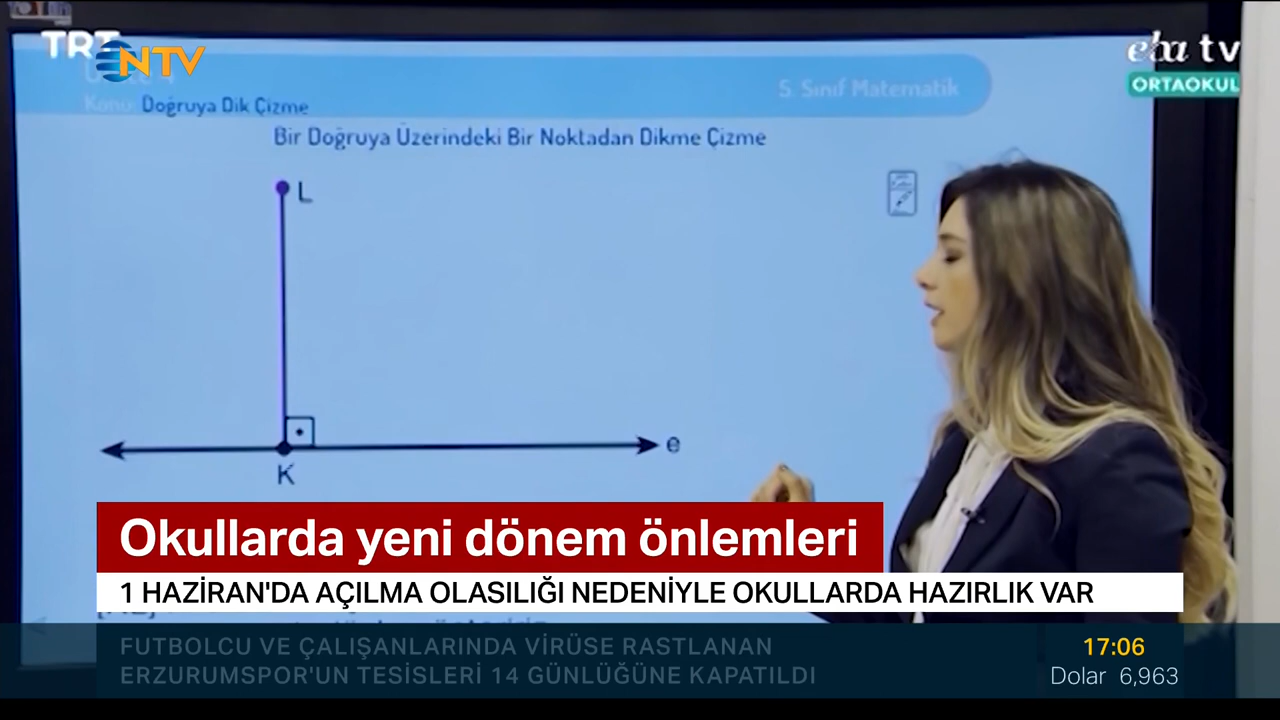 TRT
NTV
eba tv
ORTAOKUL
5. Sınıf Matematik
Konu: Doğruya Dik Çizme
Bir Doğruya Üzerindeki Bir Noktadan Dikme Çizme
L
e
K
Okullarda yeni dönem önlemleri
1 HAZİRAN'DA AÇILMA OLASILIĞI NEDENİYLE OKULLARDA HAZIRLIK VAR
FUTBOLCU VE ÇALIŞANLARINDA VİRÜSE RASTLANAN
ERZURUMSPOR'UN TESİSLERİ 14 GÜNLÜĞÜNE KAPATILDI
17:06
Dolar 6,963